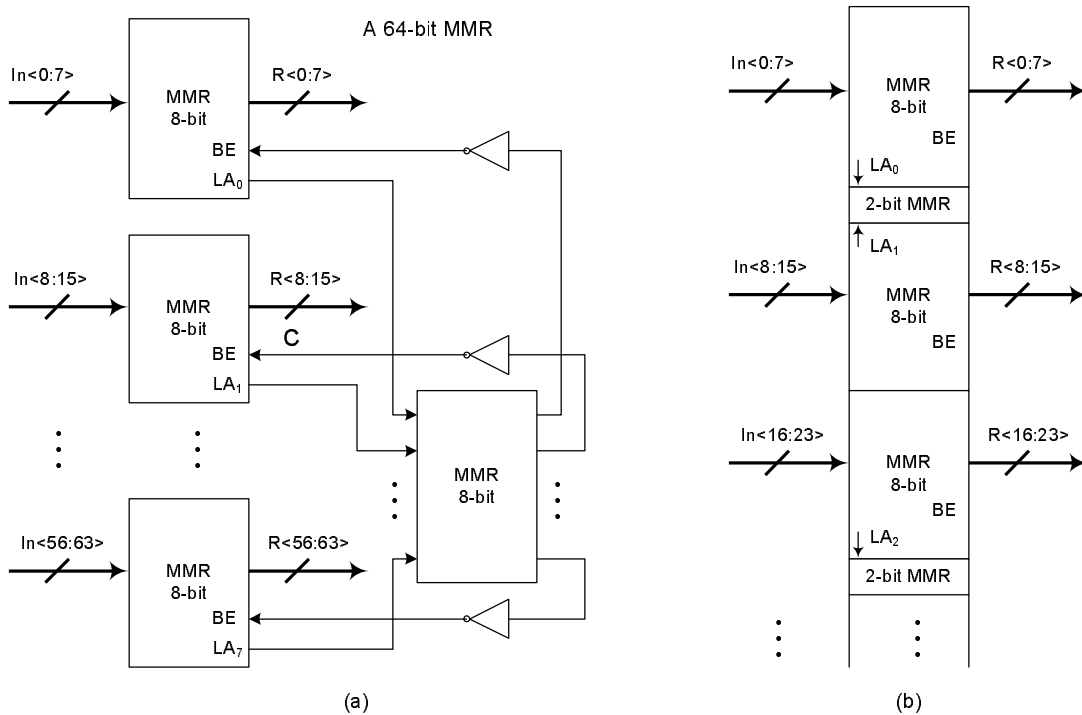 A 64-bit MMR
In<0:7>
R<0:7>
MMR
8-bit
BE
LA₀
In<8:15>
R<8:15>
MMR
8-bit
C
BE
LA₁
MMR
8-bit
In<56:63>
R<56:63>
MMR
8-bit
BE
LA₇
(a)
In<0:7>
R<0:7>
MMR
8-bit
BE
LA₀
2-bit MMR
LA₁
In<8:15>
R<8:15>
MMR
8-bit
BE
In<16:23>
R<16:23>
MMR
8-bit
BE
LA₂
2-bit MMR
(b)